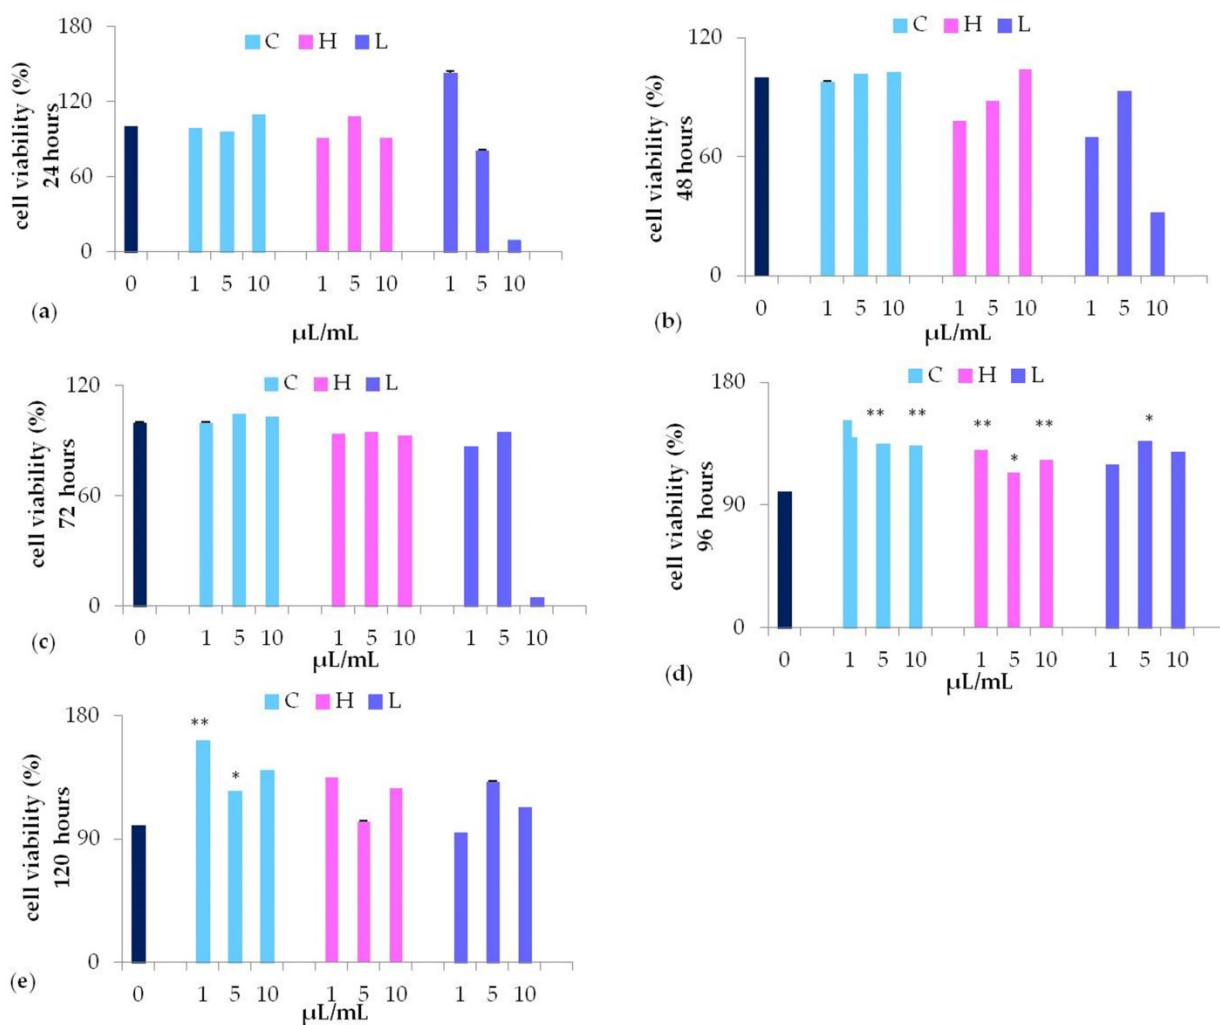 180
C H L
120
60
0
cell viability (%)
24 hours
0 1 5 10 1 5 10 1 5 10
(a)
µL/mL
120
C H L
60
0
cell viability (%)
48 hours
0 1 5 10 1 5 10 1 5 10
(b)
µL/mL
120
C H L
60
0
cell viability (%)
72 hours
0 1 5 10 1 5 10 1 5 10
(c)
µL/mL
180
C H L
** ** ** * ** *
90
0
cell viability (%)
96 hours
0 1 5 10 1 5 10 1 5 10
(d)
µL/mL
180
C H L
** *
90
0
cell viability (%)
120 hours
0 1 5 10 1 5 10 1 5 10
(e)
µL/mL